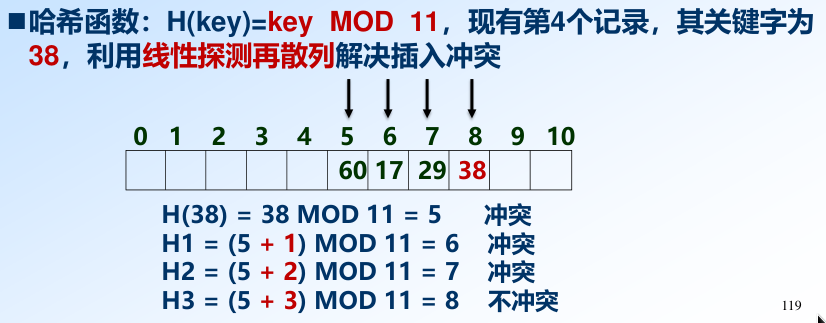 ■哈希函数：H(key)=key MOD 11，现有第4个记录，其关键字为
38，利用线性探测再散列解决插入冲突
0 1 2 3 4 5 6 7 8 9 10
60 17 29 38
H(38) = 38 MOD 11 = 5 冲突
H1 = (5 + 1) MOD 11 = 6 冲突
H2 = (5 + 2) MOD 11 = 7 冲突
H3 = (5 + 3) MOD 11 = 8 不冲突
119